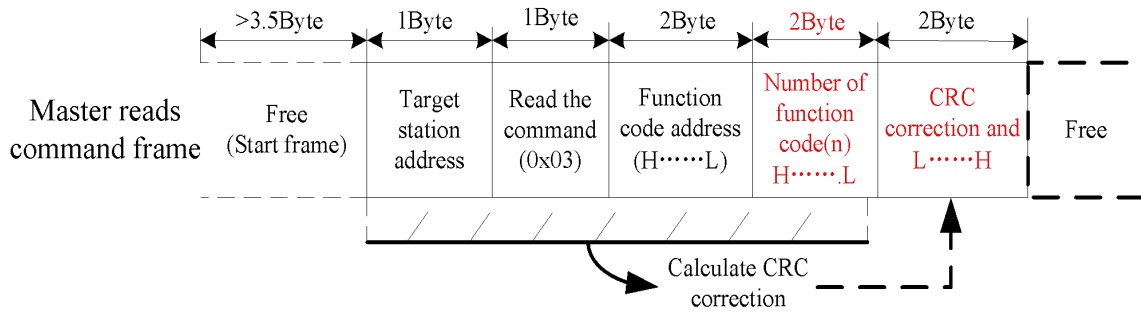 >3.5Byte 1Byte 1Byte 2Byte 2Byte 2Byte
Master reads
command frame
Free
(Start frame)
Target
station
address
Read the
command
(0x03)
Function
code address
(H⋯⋯L)
Number of
function
code(n)
H⋯⋯.L
CRC
correction and
L⋯⋯H
Free
Calculate CRC
correction